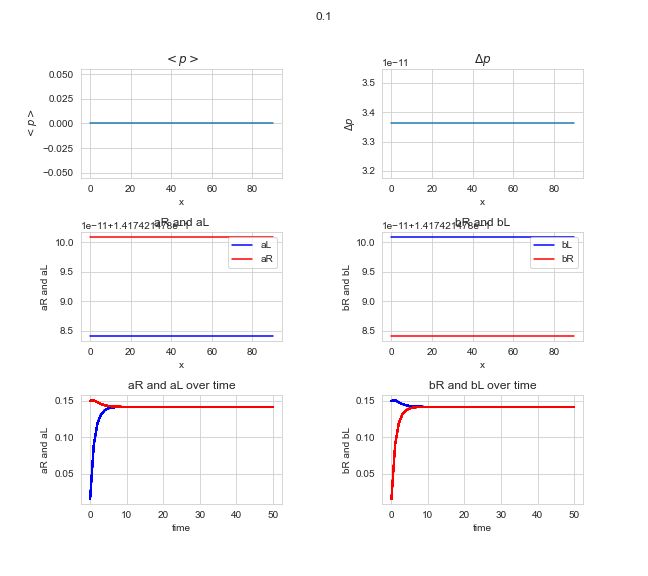 0.1
< p >
Δp
1e−11
0.050
0.025
0.000
−0.025
−0.050
< p >
0 20 40 60 80
x
3.5
3.4
3.3
3.2
Δp
0 20 40 60 80
x
aR and aL
1e−11+1.417421478e−1
bR and bL
1e−11+1.417421478e−1
10.0
9.5
9.0
8.5
aR and aL
aL
aR
0 20 40 60 80
x
10.0
9.5
9.0
8.5
bR and bL
bL
bR
0 20 40 60 80
x
aR and aL over time
bR and bL over time
0.15
0.10
0.05
aR and aL
0 10 20 30 40 50
time
0.15
0.10
0.05
bR and bL
0 10 20 30 40 50
time